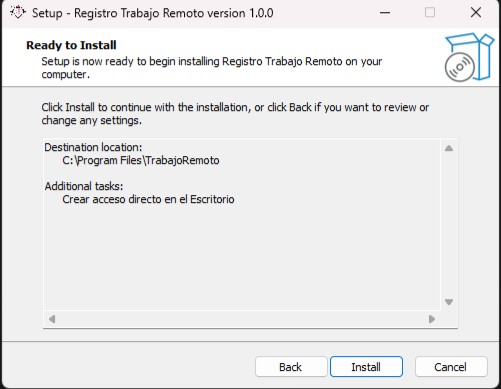 Setup - Registro Trabajo Remoto version 1.0.0
Ready to Install
Setup is now ready to begin installing Registro Trabajo Remoto on your
computer.
Click Install to continue with the installation, or click Back if you want to review or
change any settings.
Destination location:
C:\Program Files\TrabajoRemoto
Additional tasks:
Crear acceso directo en el Escritorio
Back
Install
Cancel